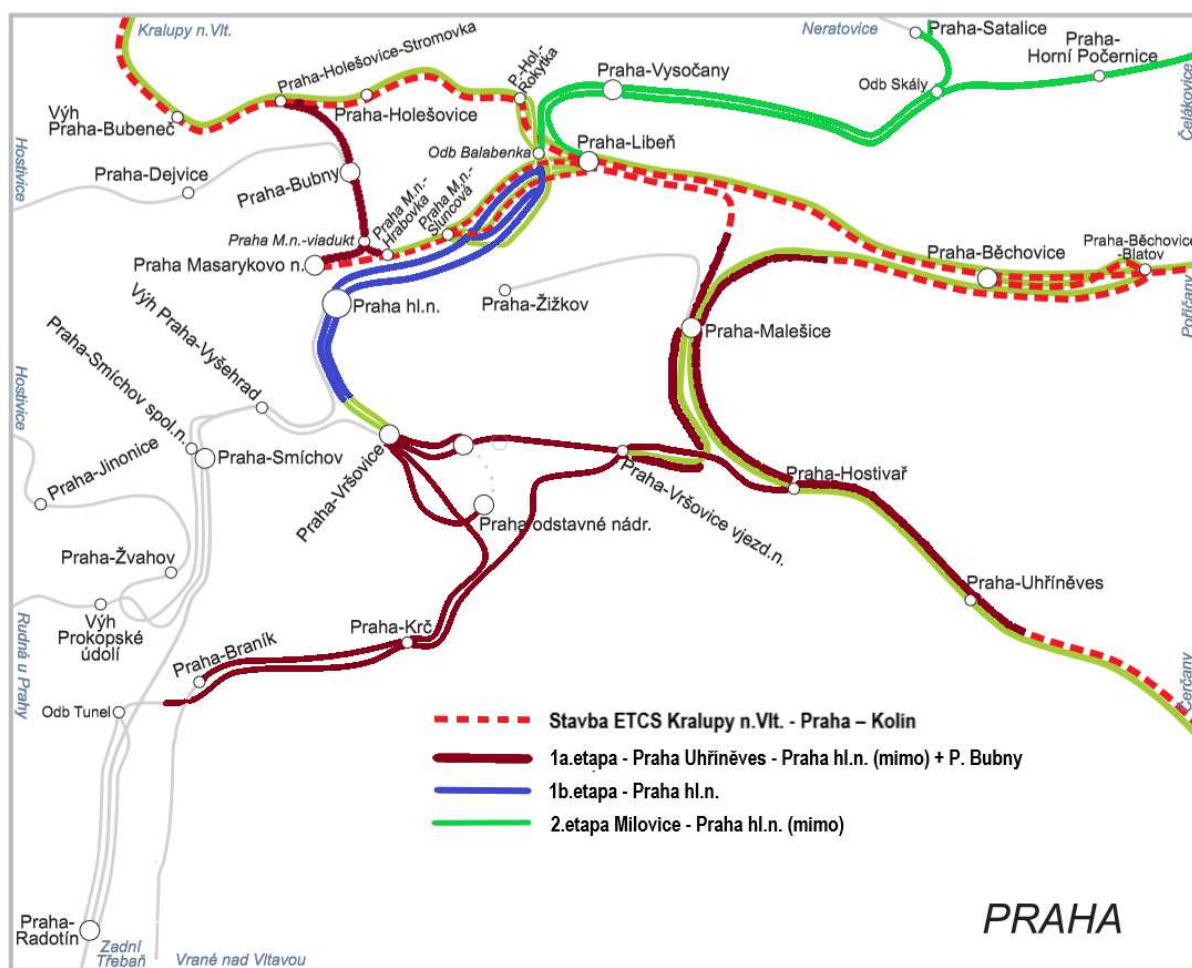 Kralupy n.Vlt.
Neratovice
Praha-Satalice
Praha-
Horní Počernice
Praha-Holešovice-Stromovka
P.-Hol.-
Rokytka
Praha-Vysočany
Odb Skály
Čelákovice
Výh
Praha-Bubeneč
Praha-Holešovice
Praha-Libeň
Odb Balabenka
Hostivice
Praha-Dejvice
Praha-Bubny
Praha M.n.-
Hrabovka
Praha M.n.-
Sluncová
Praha M.n.-viadukt
Praha Masarykovo n.
Praha-Běchovice
Praha-Běchovice
-Blatov
Poříčany
Praha hl.n.
Praha-Žižkov
Praha-Malešice
Výh Praha-Vyšehrad
Praha-Smíchov spol.n.
Hostivice
Praha-Jinonice
Praha-Smíchov
Praha-Vršovice
Praha-Vršovice vjezd.n.
Praha-Hostivař
Praha odstavné nádr.
Praha-Žvahov
Výh
Prokopské
údolí
Rudná u Prahy
Praha-Uhříněves
Praha-Krč
Praha-Braník
Odb Tunel
Čerčany
Stavba ETCS Kralupy n.Vlt. - Praha – Kolín
1a.etapa - Praha Uhříněves - Praha hl.n. (mimo) + P. Bubny
1b.etapa - Praha hl.n.
2.etapa Milovice - Praha hl.n. (mimo)
PRAHA
Praha-
Radotín
Zadní
Třebaň
Vrané nad Vltavou